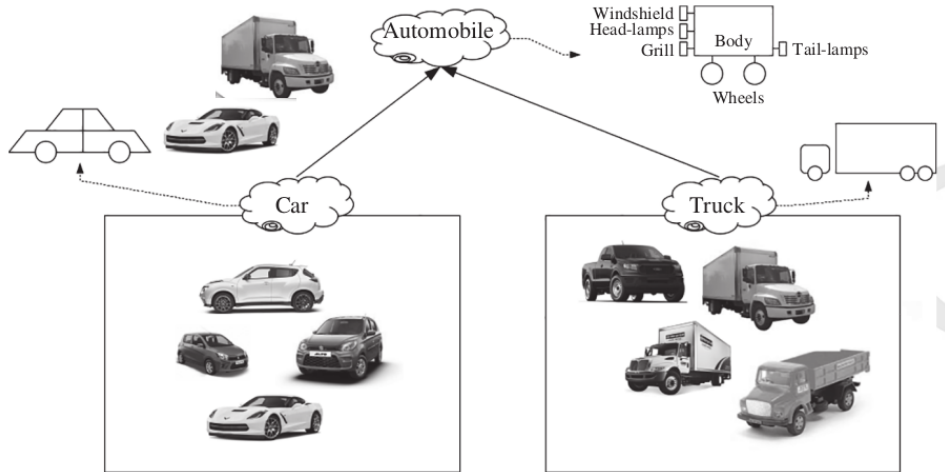 Automobile
Windshield
Head-lamps
Grill
Body
Tail-lamps
Wheels
Car
Truck